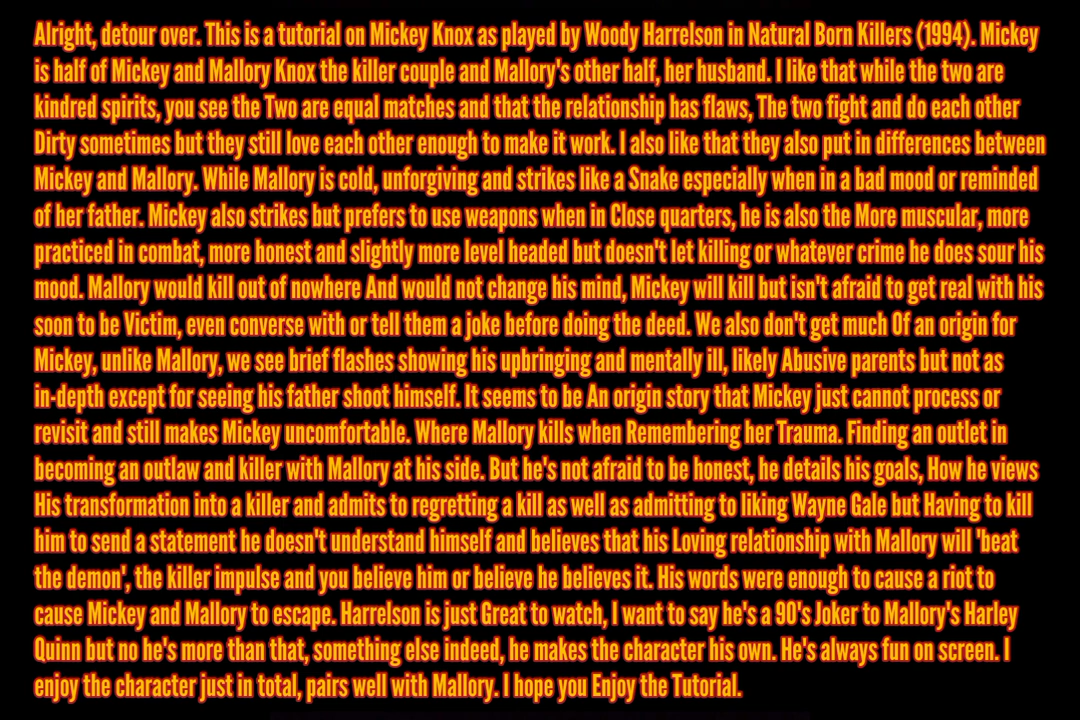 Alright, detour over. This is a tutorial on Mickey Knox as played by Woody Harrelson in Natural Born Killers (1994). Mickey
is half of Mickey and Mallory Knox the killer couple and Mallory's other half, her husband. I like that while the two are
kindred spirits, you see the Two are equal matches and that the relationship has flaws, The two fight and do each other
Dirty sometimes but they still love each other enough to make it work. I also like that they also put in differences between
Mickey and Mallory. While Mallory is cold, unforgiving and strikes like a Snake especially when in a bad mood or reminded
of her father. Mickey also strikes but prefers to use weapons when in Close quarters, he is also the More muscular, more
practiced in combat, more honest and slightly more level headed but doesn't let killing or whatever crime he does sour his
mood. Mallory would kill out of nowhere And would not change his mind, Mickey will kill but isn't afraid to get real with his
soon to be Victim, even converse with or tell them a joke before doing the deed. We also don't get much Of an origin for
Mickey, unlike Mallory, we see brief flashes showing his upbringing and mentally ill, likely Abusive parents but not as
in-depth except for seeing his father shoot himself. It seems to be An origin story that Mickey just cannot process or
revisit and still makes Mickey uncomfortable. Where Mallory kills when Remembering her Trauma. Finding an outlet in
becoming an outlaw and killer with Mallory at his side. But he's not afraid to be honest, he details his goals, How he views
His transformation into a killer and admits to regretting a kill as well as admitting to liking Wayne Gale but Having to kill
him to send a statement he doesn't understand himself and believes that his Loving relationship with Mallory will 'beat
the demon', the killer impulse and you believe him or believe he believes it. His words were enough to cause a riot to
cause Mickey and Mallory to escape. Harrelson is just Great to watch, I want to say he's a 90's Joker to Mallory's Harley
Quinn but no he's more than that, something else indeed, he makes the character his own. He's always fun on screen. I
enjoy the character just in total, pairs well with Mallory. I hope you Enjoy the Tutorial.